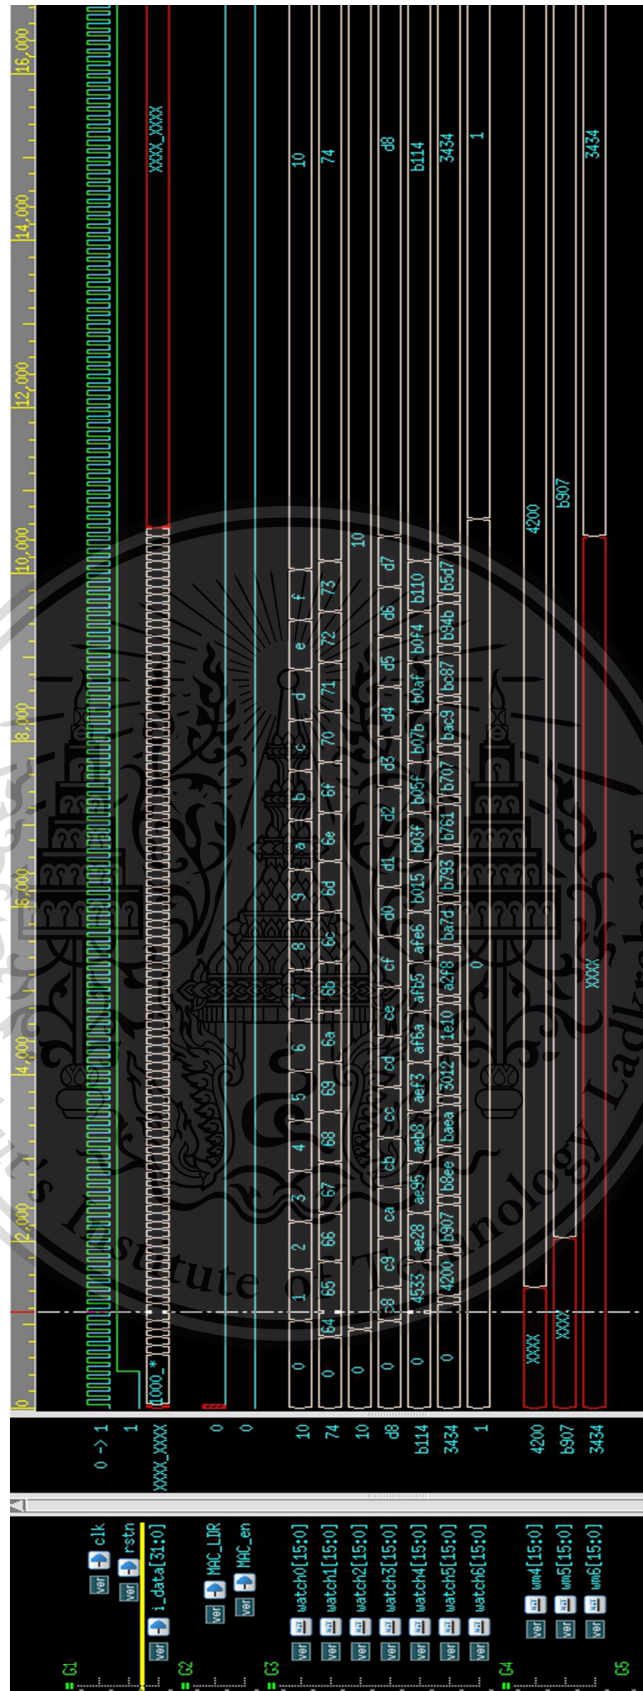 0 2,000 4,000 6,000 8,000 10,000 12,000 14,000 16,000
G1
clk 0 -> 1
rstn 1
i_data[31:0] XXXX_XXXX 1000_* XXXX_XXXX
G2
MAC_LDR 0
MAC_en 0
G3
watch0[15:0] 10 0 1 2 3 4 5 6 7 8 9 a b c d e f 10
watch1[15:0] 74 0 64 65 66 67 68 69 6a 6b 6c 6d 6e 6f 70 71 72 73 74
watch2[15:0] 10 0 10
watch3[15:0] d8 0 c9 ca cb cc cd ce cf d0 d1 d2 d3 d4 d5 d6 d7 d8
watch4[15:0] b114 0 4533 ae28 ae95 aeb8 aef3 af6a afb5 afe6 b015 b03f b05f b07b b0af b0f4 b110 b114
watch5[15:0] 3434 0 4200 b907 b8ee baea 3012 1e10 a2f8 ba7d b793 b761 b707 bac9 bc87 b94b b5d7 3434
watch6[15:0] 1 0 1
G4
wm4[15:0] 4200 XXXX 4200
wm5[15:0] b907 XXXX b907
wm6[15:0] 3434 XXXX 3434
G5